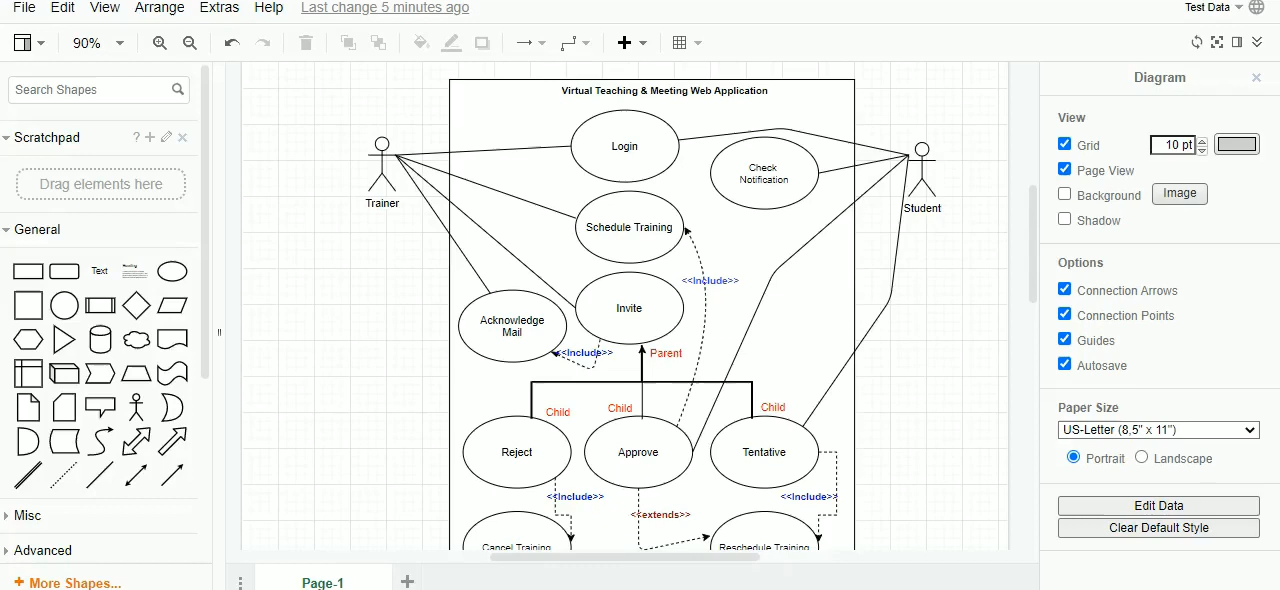 File Edit View Arrange Extras Help Last change 5 minutes ago Test Data
90%
Search Shapes
Scratchpad ?
Drag elements here
General
Text
Heading
Misc
Advanced
+ More Shapes...
Virtual Teaching & Meeting Web Application
Login
Check
Notification
Trainer
Student
Schedule Training
<<Include>>
Invite
Acknowledge
Mail
<<Include>>
Parent
Child
Child
Child
Reject
Approve
Tentative
<<Include>>
<<Include>>
<<extends>>
Cancel Training
Reschedule Training
Page-1
Diagram
View
Grid 10 pt
Page View
Background Image
Shadow
Options
Connection Arrows
Connection Points
Guides
Autosave
Paper Size
US-Letter (8,5" x 11")
Portrait Landscape
Edit Data
Clear Default Style